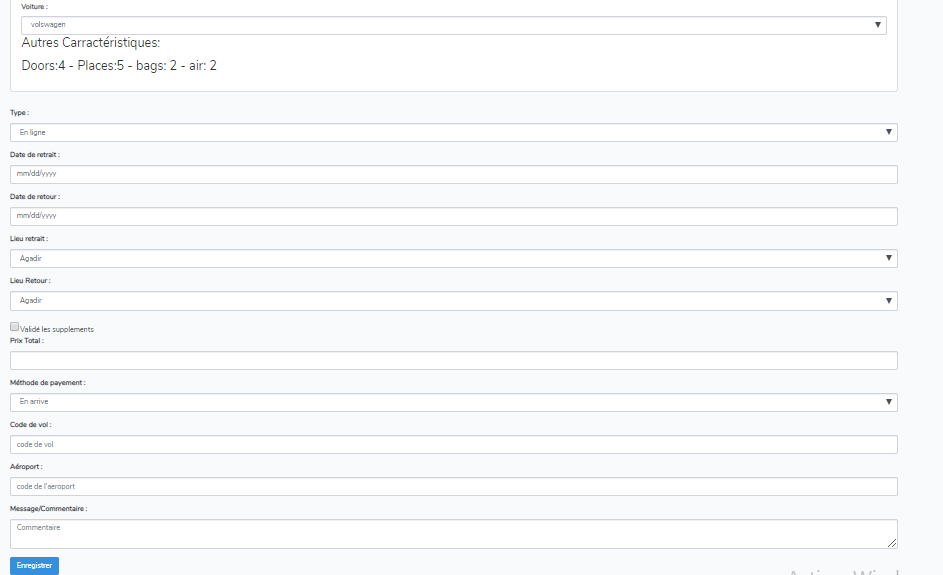 Voiture :
volswagen
Autres Carractéristiques:
Doors:4 - Places:5 - bags: 2 - air: 2
Type :
En ligne
Date de retrait :
mm/dd/yyyy
Date de retour :
mm/dd/yyyy
Lieu retrait :
Agadir
Lieu Retour :
Agadir
Validé les supplements
Prix Total :
Méthode de payement :
En arrive
Code de vol :
code de vol
Aéroport :
code de l'aeroport
Message/Commentaire :
Commentaire
Enregistrer